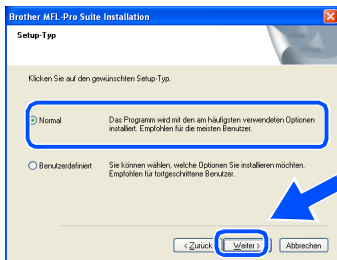 Brother MFL-Pro Suite Installation
Setup-Typ
Klicken Sie auf den gewünschten Setup-Typ.
Normal
Das Programm wird mit den am häufigsten verwendeten Optionen
installiert. Empfohlen für die meisten Benutzer.
Benutzerdefiniert
Sie können wählen, welche Optionen Sie installieren möchten.
Empfohlen für fortgeschrittene Benutzer.
< Zurück
Weiter >
Abbrechen